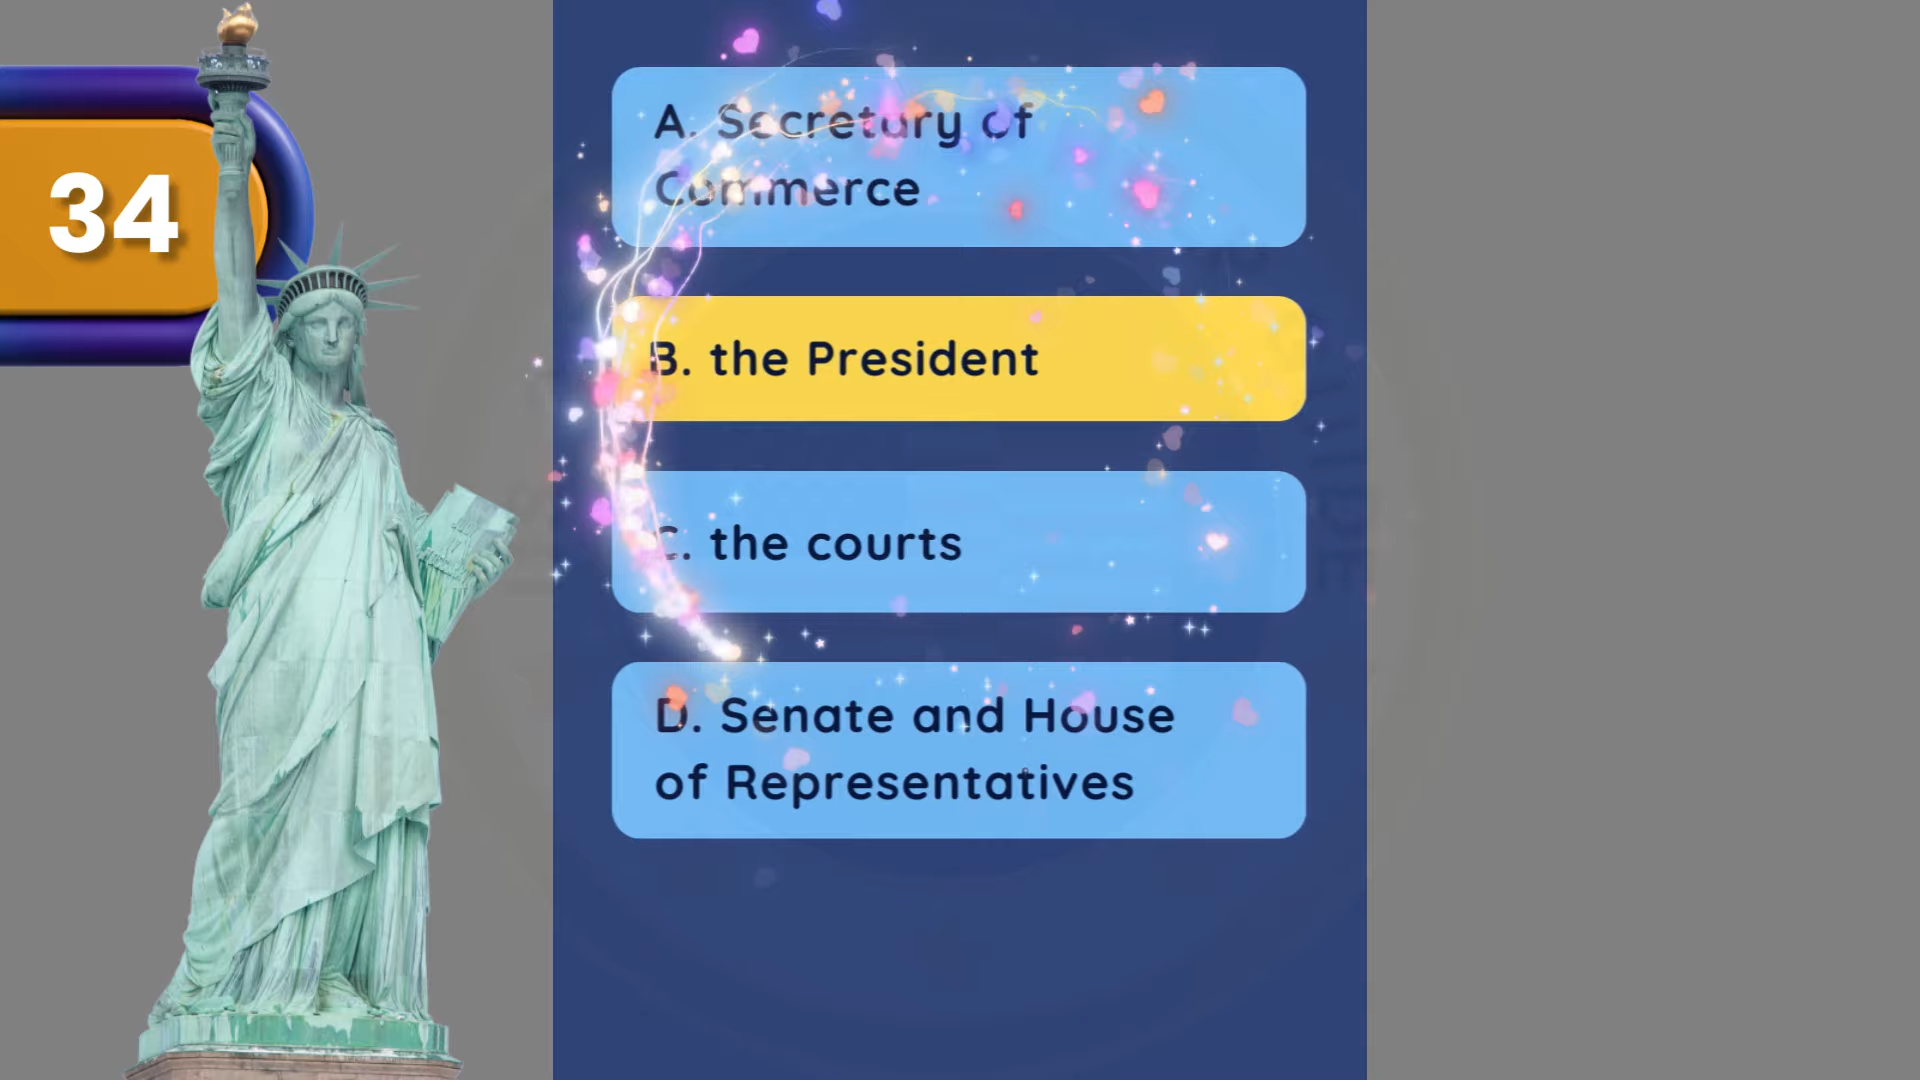 34
A. Secretary of
Commerce
B. the President
C. the courts
D. Senate and House
of Representatives